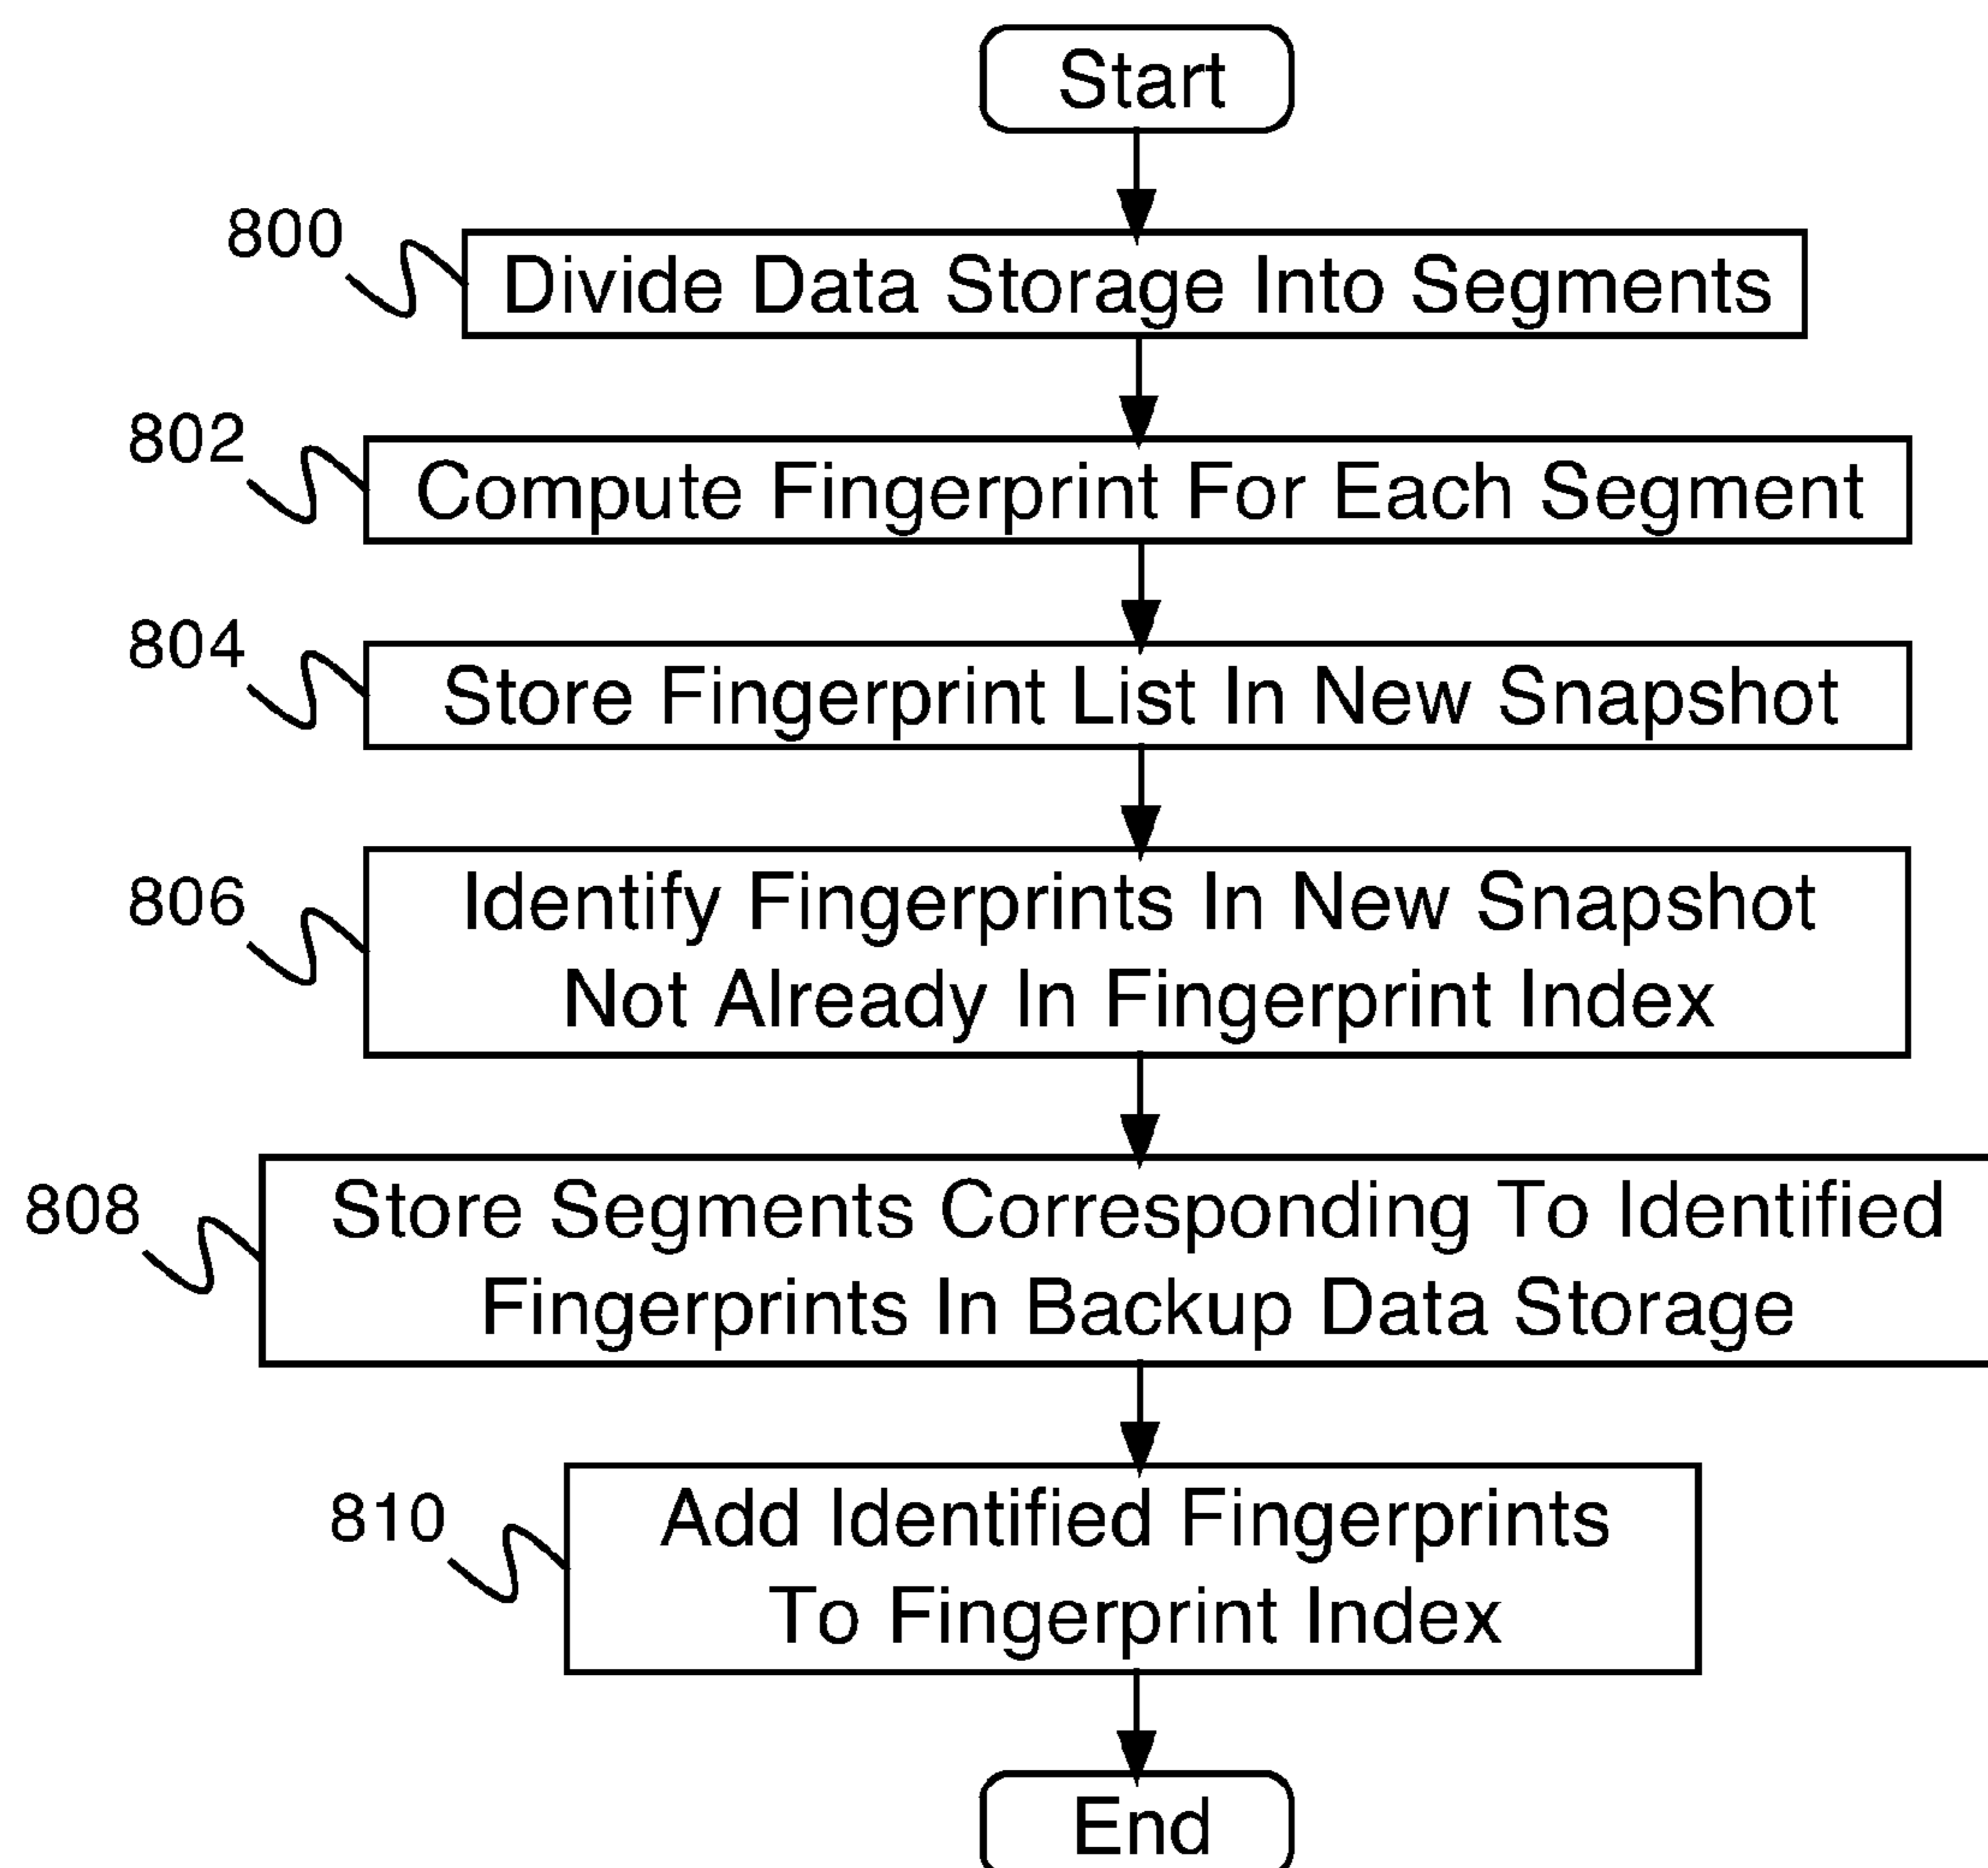 Start
800
Divide Data Storage Into Segments
802
Compute Fingerprint For Each Segment
804
Store Fingerprint List In New Snapshot
806
Identify Fingerprints In New Snapshot
Not Already In Fingerprint Index
808
Store Segments Corresponding To Identified
Fingerprints In Backup Data Storage
810
Add Identified Fingerprints
To Fingerprint Index
End